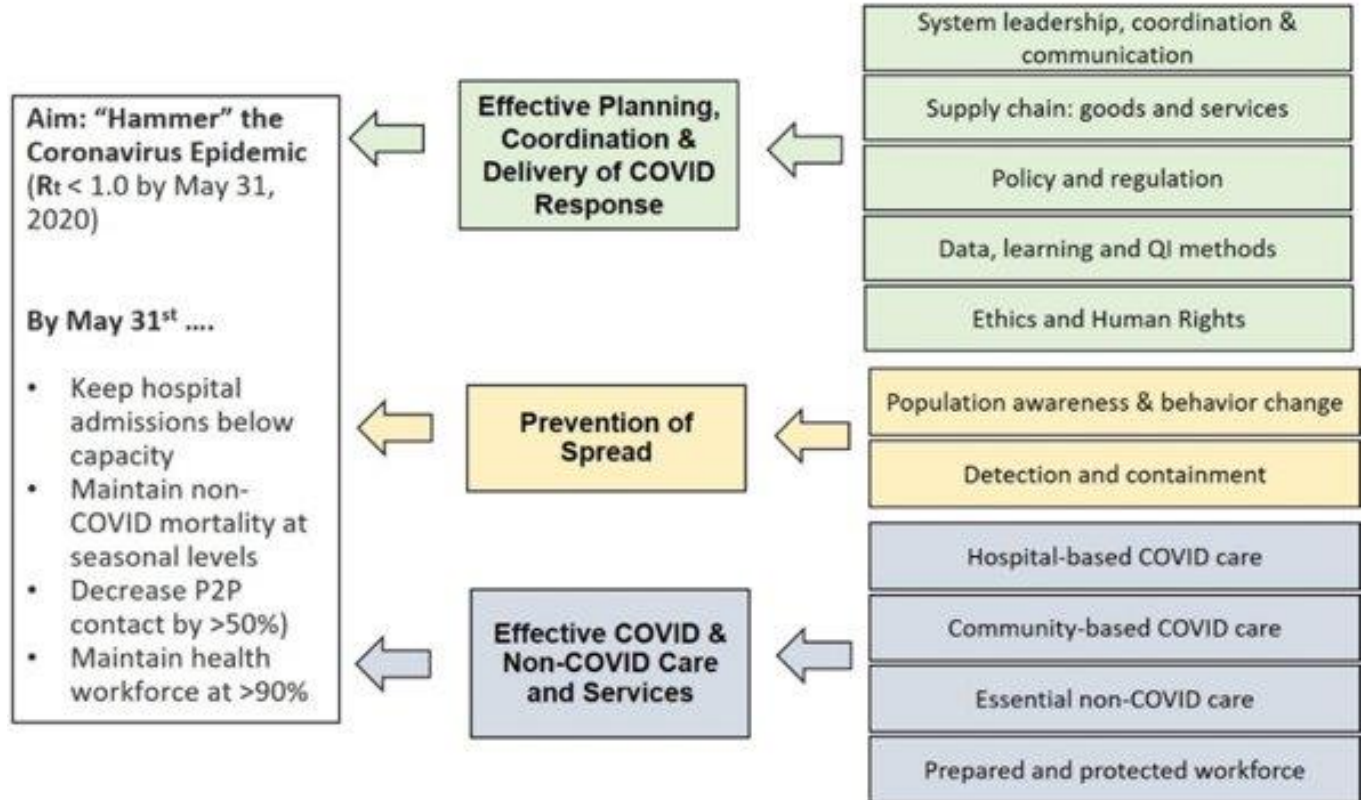 Aim: “Hammer” the
Coronavirus Epidemic
(Rt < 1.0 by May 31,
2020)
By May 31st ....
• Keep hospital
admissions below
capacity
• Maintain non-
COVID mortality at
seasonal levels
• Decrease P2P
contact by >50%)
• Maintain health
workforce at >90%
Effective Planning,
Coordination &
Delivery of COVID
Response
Prevention of
Spread
Effective COVID &
Non-COVID Care
and Services
System leadership, coordination &
communication
Supply chain: goods and services
Policy and regulation
Data, learning and QI methods
Ethics and Human Rights
Population awareness & behavior change
Detection and containment
Hospital-based COVID care
Community-based COVID care
Essential non-COVID care
Prepared and protected workforce